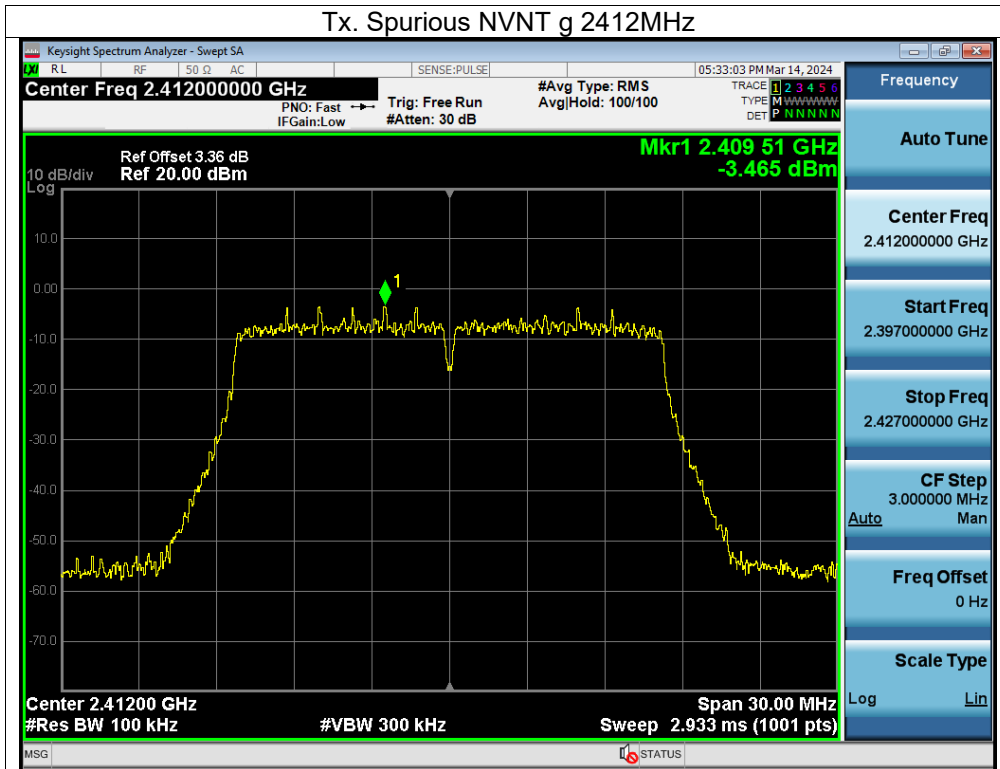 Tx. Spurious NVNT g 2412MHz
Keysight Spectrum Analyzer - Swept SA
LXI RL RF 50 Ω AC SENSE:PULSE 05:33:03 PM Mar 14, 2024
Center Freq 2.412000000 GHz
PNO: Fast
IFGain:Low
Trig: Free Run
#Atten: 30 dB
#Avg Type: RMS
Avg|Hold: 100/100
TRACE 1 2 3 4 5 6
TYPE M WWWWW
DET P N N N N N
Mkr1 2.409 51 GHz
-3.465 dBm
Ref Offset 3.36 dB
10 dB/div Ref 20.00 dBm
Log
10.0
0.00
-10.0
-20.0
-30.0
-40.0
-50.0
-60.0
-70.0
1
Center 2.41200 GHz Span 30.00 MHz
#Res BW 100 kHz #VBW 300 kHz Sweep 2.933 ms (1001 pts)
MSG STATUS
Frequency
Auto Tune
Center Freq
2.412000000 GHz
Start Freq
2.397000000 GHz
Stop Freq
2.427000000 GHz
CF Step
3.000000 MHz
Auto Man
Freq Offset
0 Hz
Scale Type
Log Lin